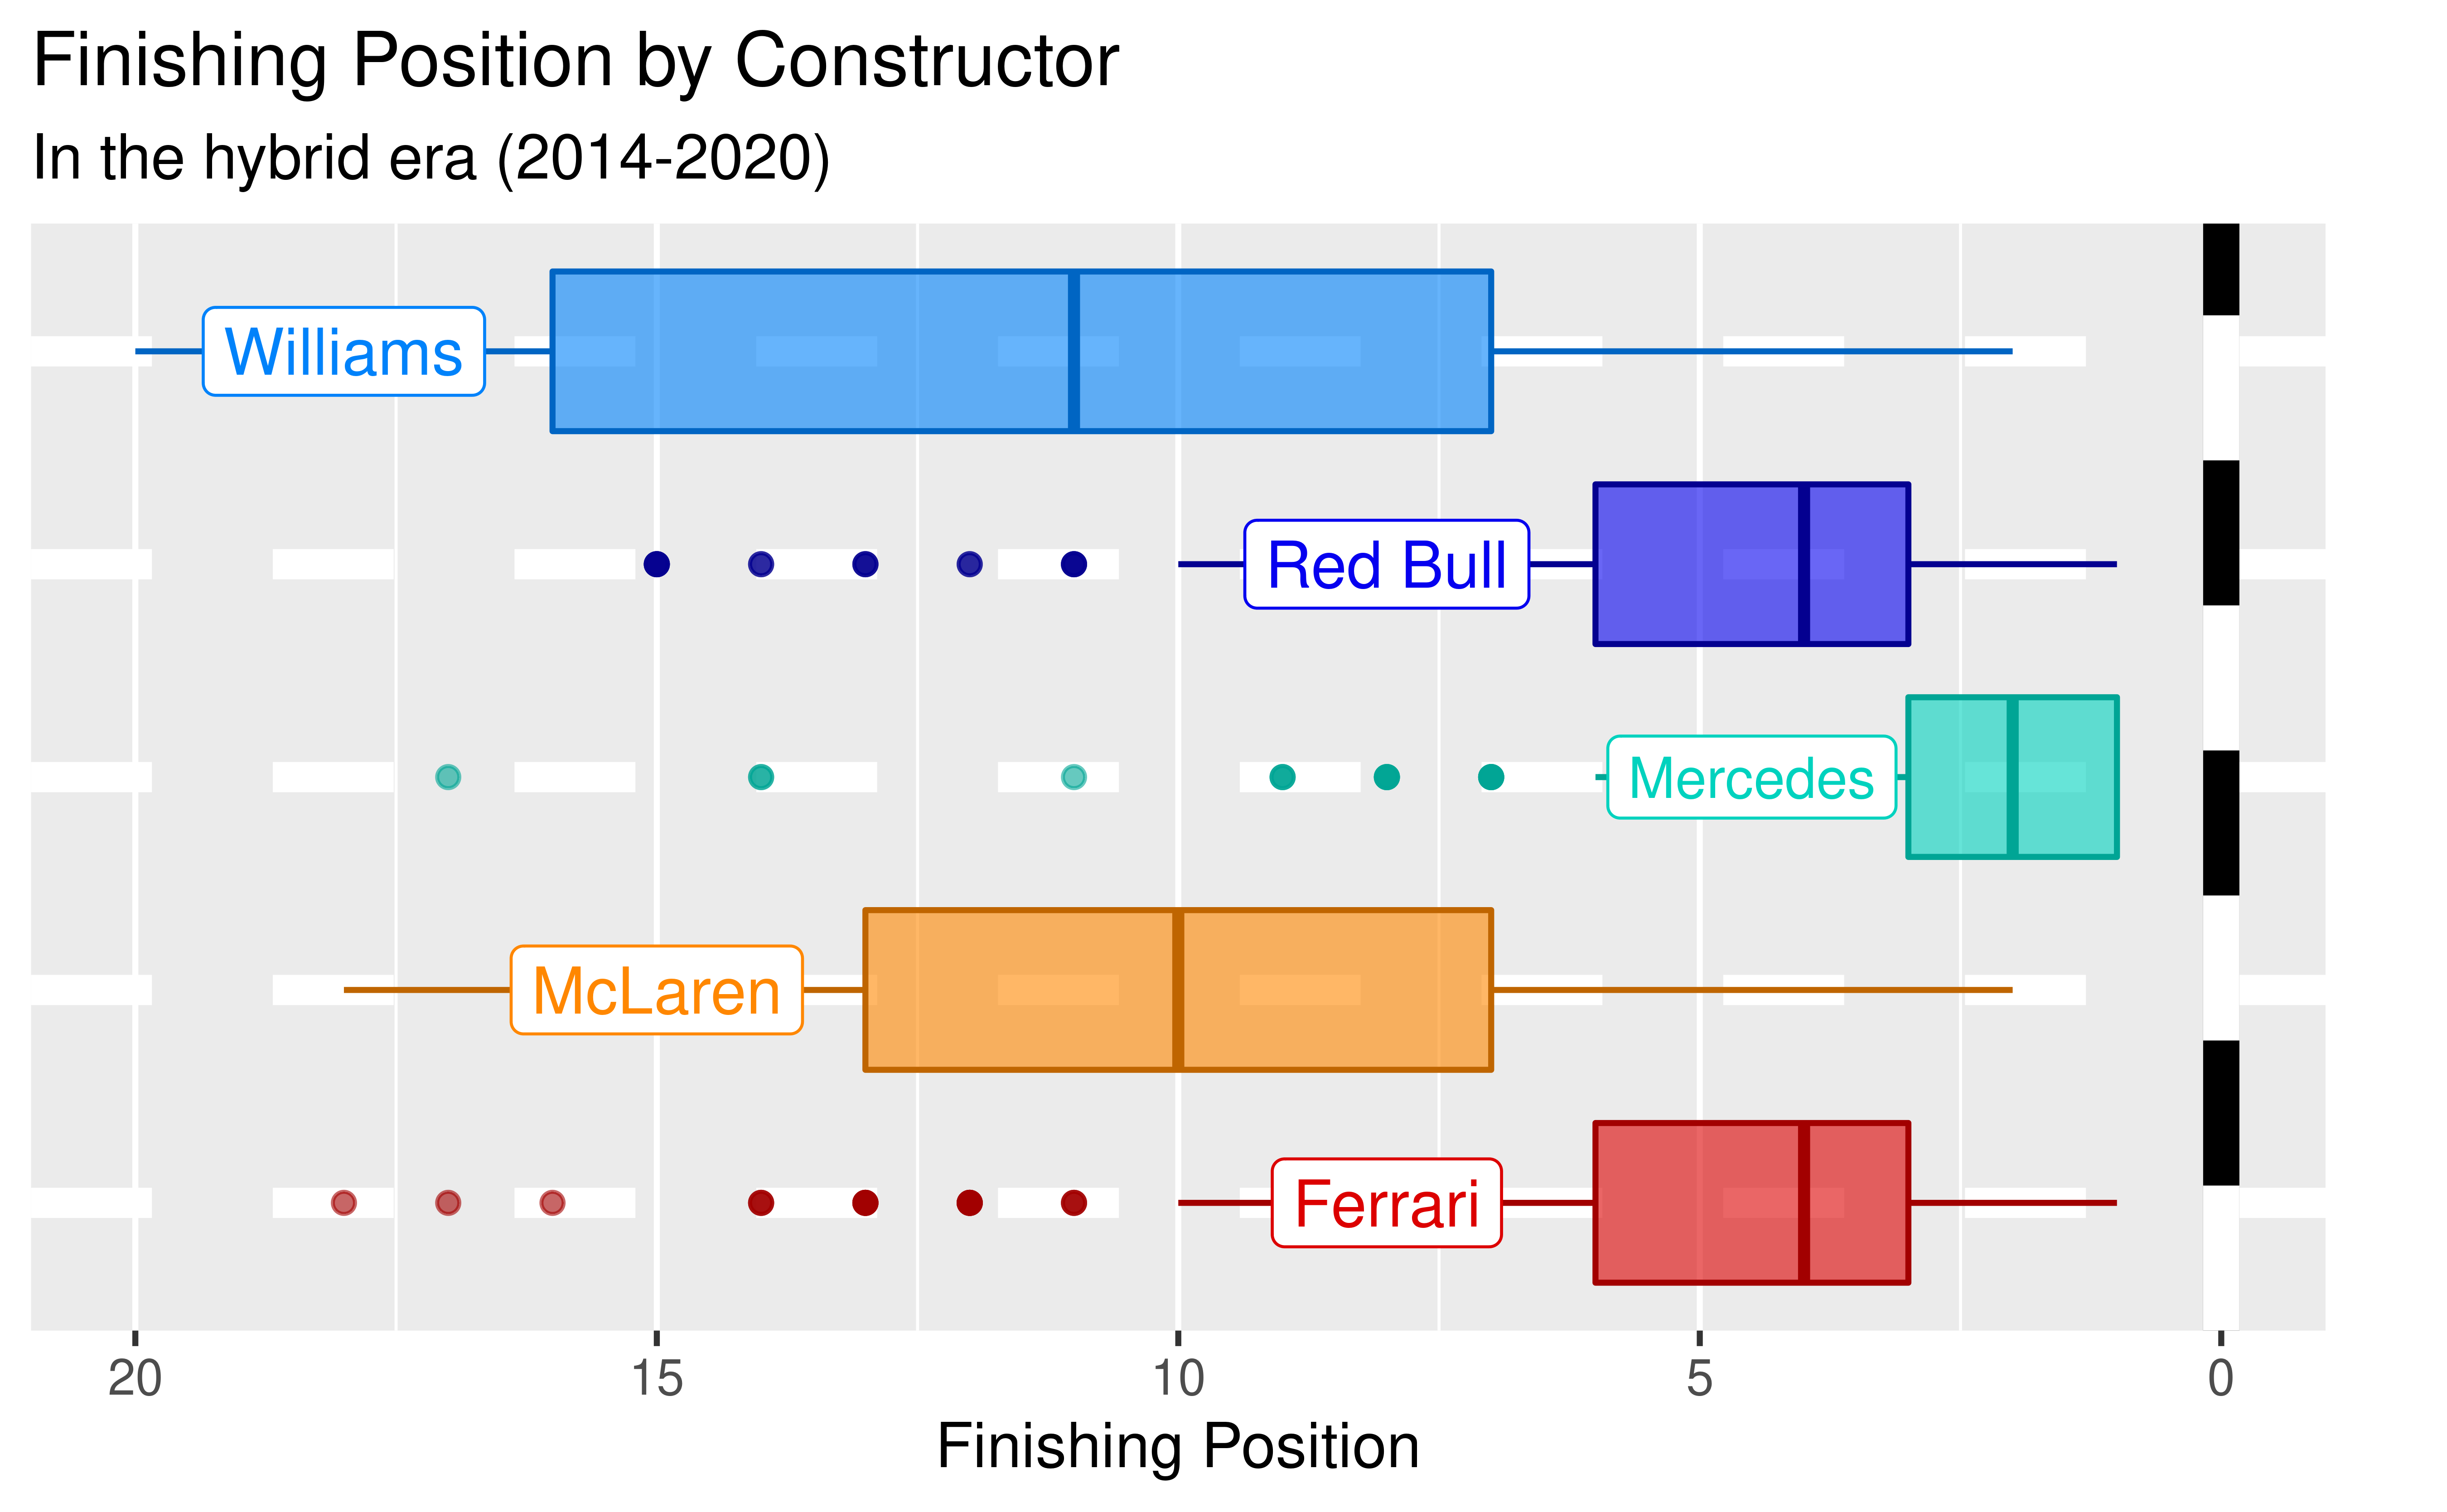 Finishing Position by Constructor
In the hybrid era (2014-2020)
Williams
Red Bull
Mercedes
McLaren
Ferrari
20 15 10 5 0
Finishing Position